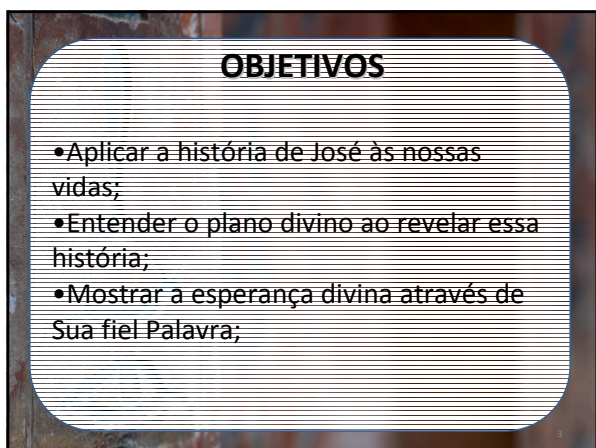 OBJETIVOS
•Aplicar a história de José às nossas
vidas;
•Entender o plano divino ao revelar essa
história;
•Mostrar a esperança divina através de
Sua fiel Palavra;
3